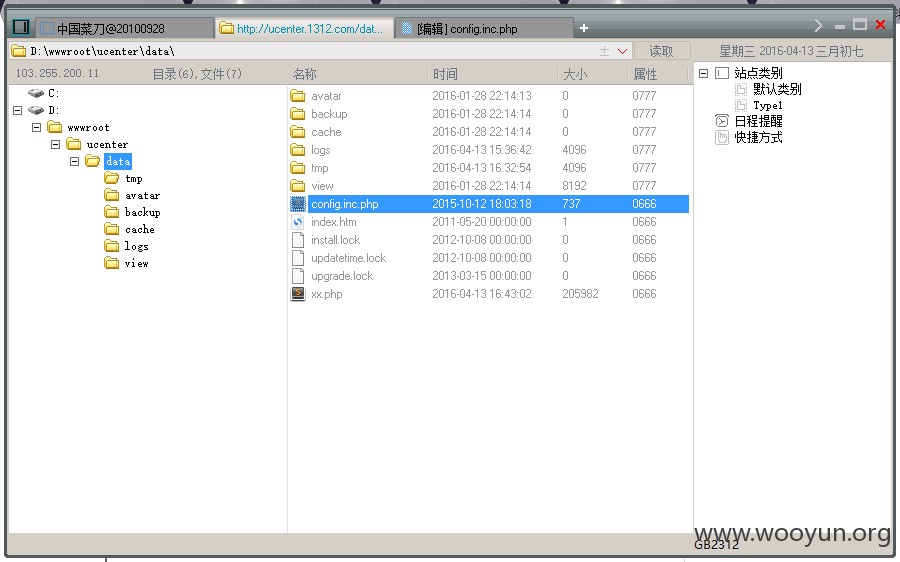 中国菜刀@20100928 http://ucenter.1312.com/dat... [编辑] config.inc.php
D:\wwwroot\ucenter\data\ 读取 星期三 2016-04-13 三月初七
103.255.200.11 目录(6),文件(7) 名称 时间 大小 属性
C:
D:
wwwroot
ucenter
data
tmp
avatar
backup
cache
logs
view
avatar 2016-01-28 22:14:13 0 0777
backup 2016-01-28 22:14:14 0 0777
cache 2016-01-28 22:14:14 0 0777
logs 2016-04-13 15:36:42 4096 0777
tmp 2016-04-13 16:32:54 4096 0777
view 2016-01-28 22:14:14 8192 0777
config.inc.php 2015-10-12 18:03:18 737 0666
index.htm 2011-05-20 00:00:00 1 0666
install.lock 2012-10-08 00:00:00 0 0666
updatetime.lock 2012-10-08 00:00:00 0 0666
upgrade.lock 2013-03-15 00:00:00 0 0666
xx.php 2016-04-13 16:43:02 205982 0666
站点类别
默认类别
Type1
日程提醒
快捷方式
www.wooyun.org
GB2312